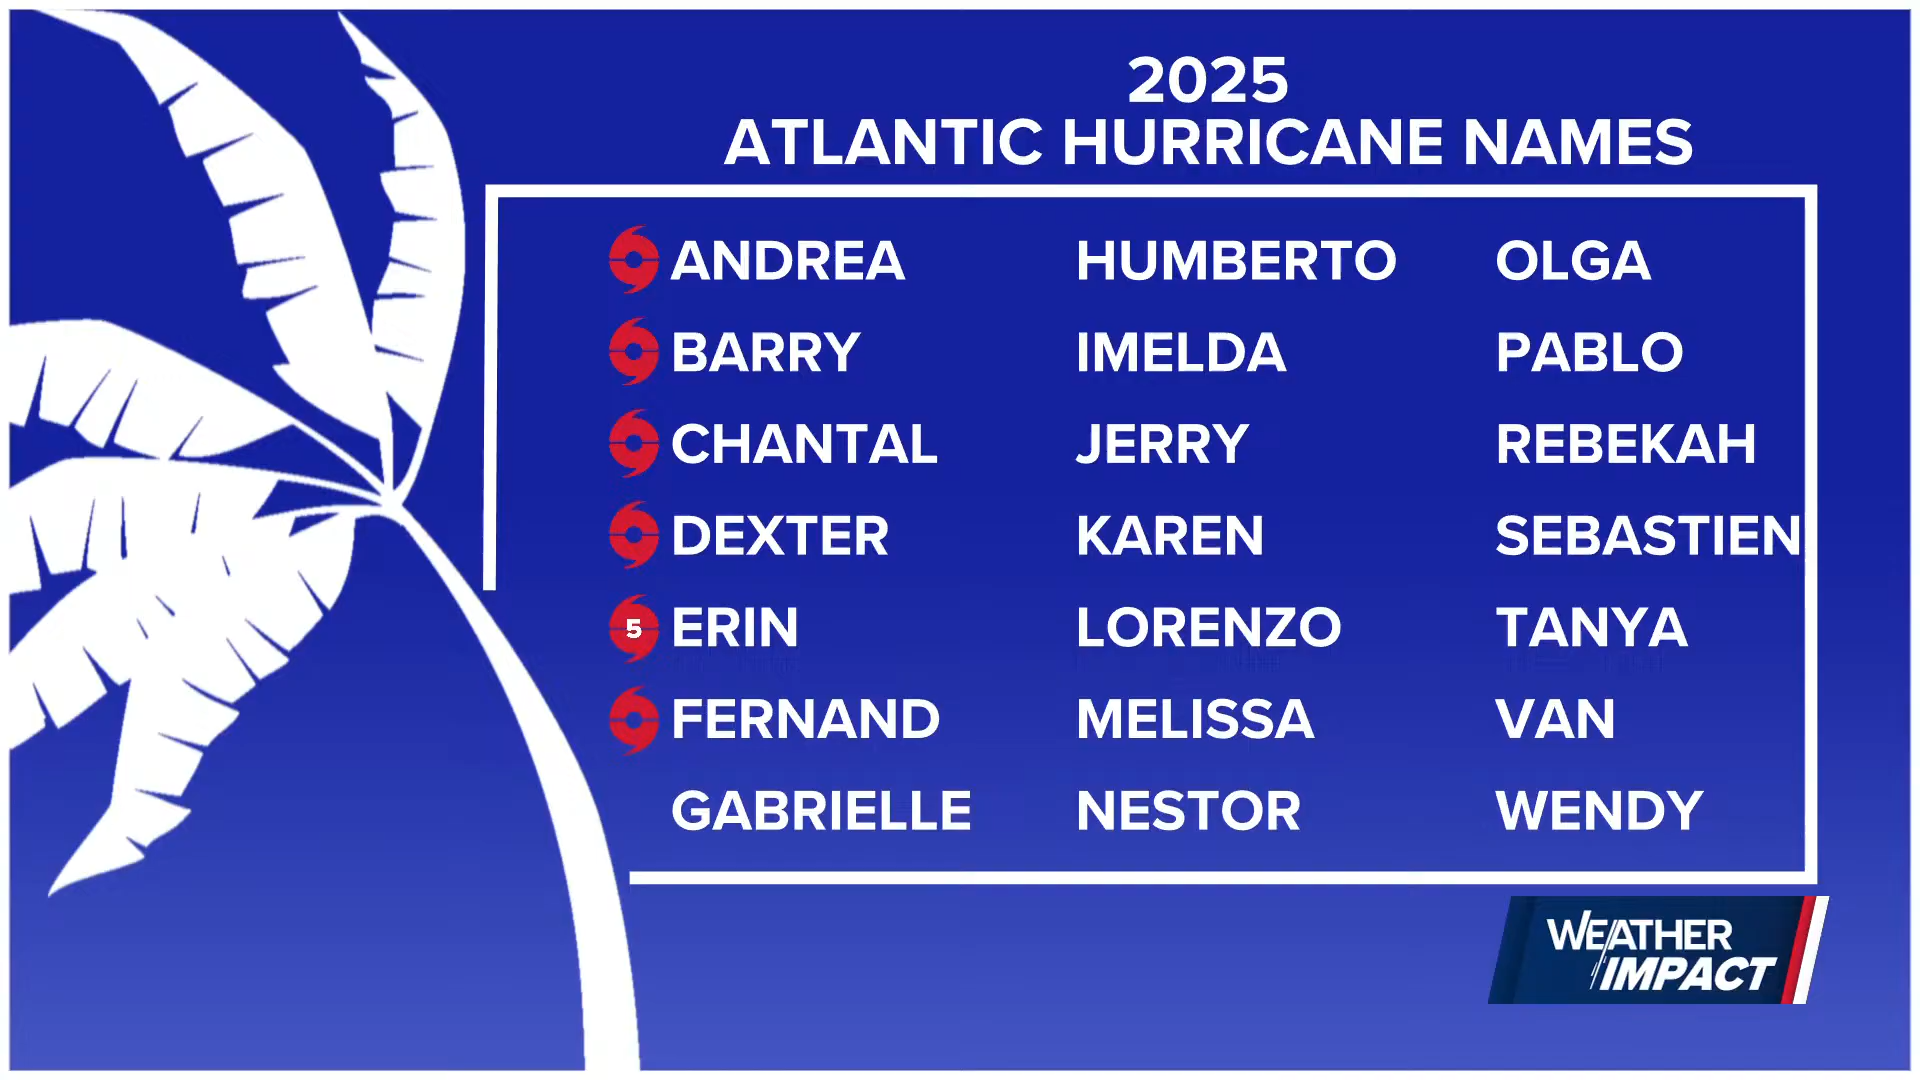 2025
ATLANTIC HURRICANE NAMES
ANDREA
BARRY
CHANTAL
DEXTER
5 ERIN
FERNAND
GABRIELLE
HUMBERTO
IMELDA
JERRY
KAREN
LORENZO
MELISSA
NESTOR
OLGA
PABLO
REBEKAH
SEBASTIEN
TANYA
VAN
WENDY
WEATHER
IMPACT